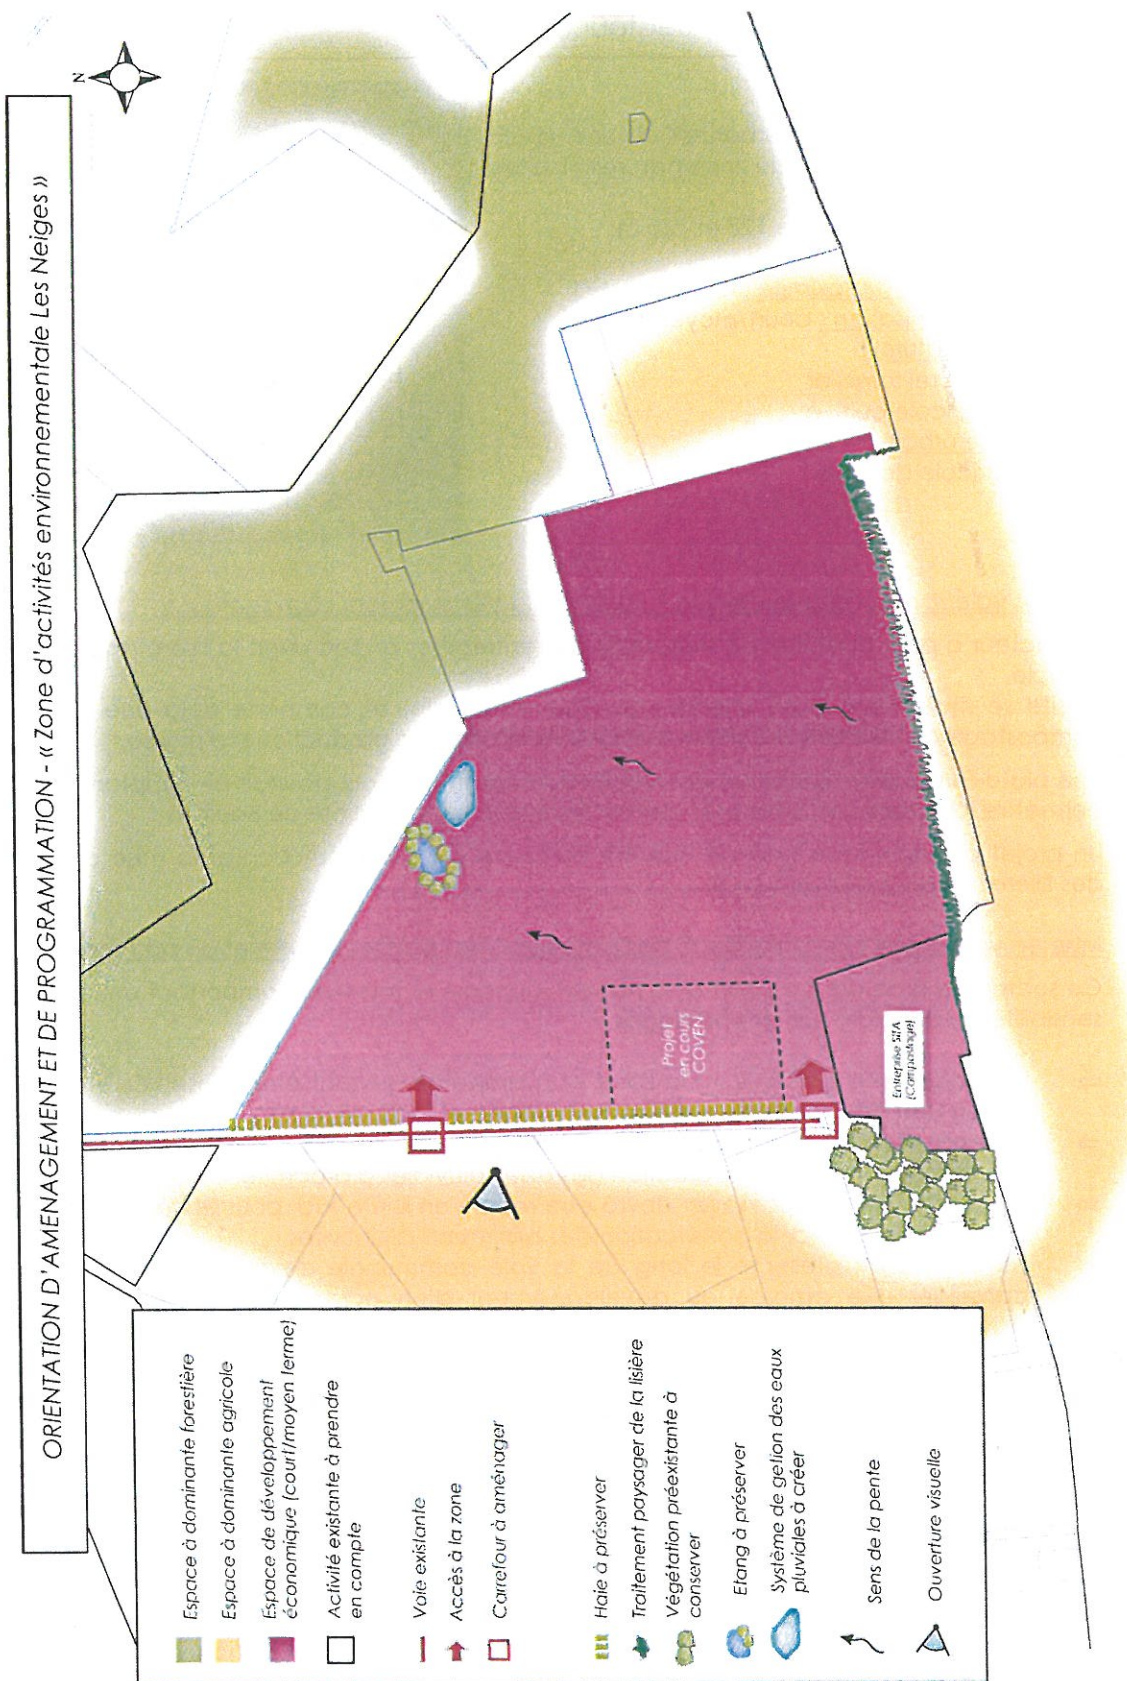 ORIENTATION D'AMENAGEMENT ET DE PROGRAMMATION - « Zone d'activités environnementale Les Neiges »
N
Espace à dominante forestière
Espace à dominante agricole
Espace de développement
économique (court/moyen terme)
Activité existante à prendre
en compte
Voie existante
Accès à la zone
Carrefour à aménager
Haie à préserver
Traitement paysager de la lisière
Végétation préexistante à
conserver
Etang à préserver
Système de getion des eaux
pluviales à créer
Sens de la pente
Ouverture visuelle
Projet
en cours
COVEN
Entreprise SITA
(Compostage)